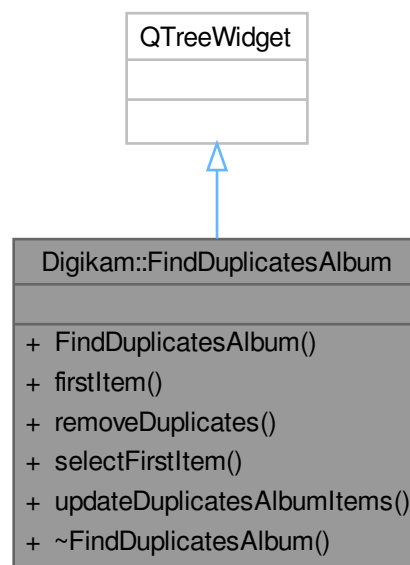 QTreeWidget
Digikam::FindDuplicatesAlbum
+ FindDuplicatesAlbum()
+ firstItem()
+ removeDuplicates()
+ selectFirstItem()
+ updateDuplicatesAlbumItems()
+ ~FindDuplicatesAlbum()